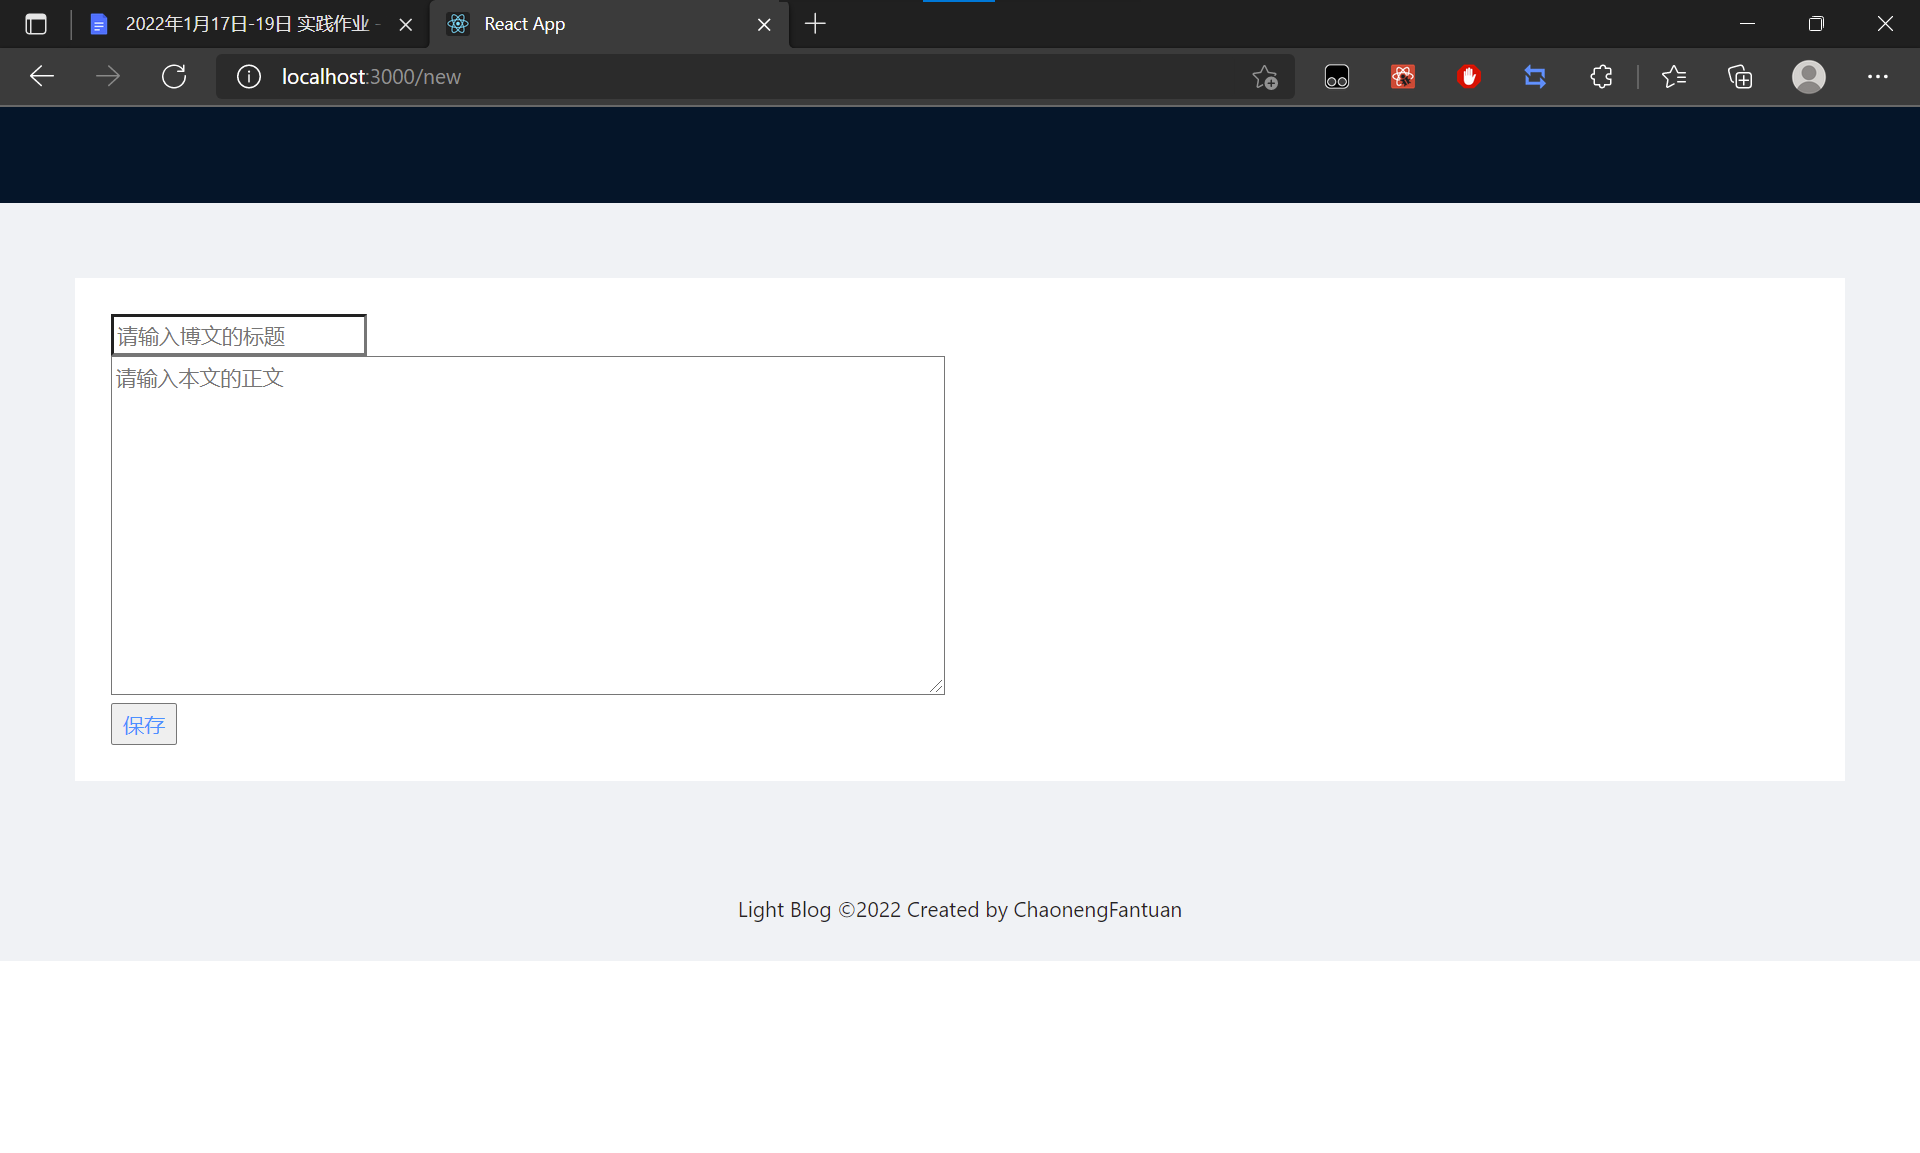 2022年1月17日-19日 实践作业 -
React App
localhost:3000/new
请输入博文的标题
请输入本文的正文
保存
Light Blog ©2022 Created by ChaonengFantuan